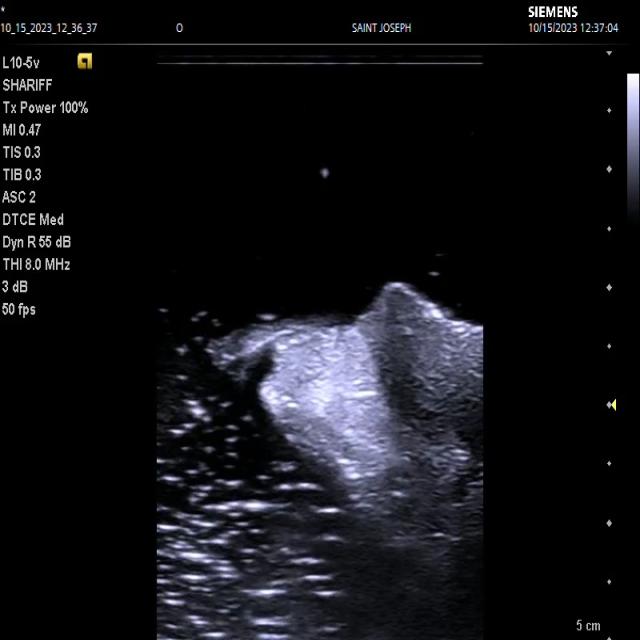 *
SIEMENS
10_15_2023_12_36_37 O SAINT JOSEPH 10/15/2023 12:37:04
L10-5v
SHARIFF
Tx Power 100%
MI 0.47
TIS 0.3
TIB 0.3
ASC 2
DTCE Med
Dyn R 55 dB
THI 8.0 MHz
3 dB
50 fps
5 cm